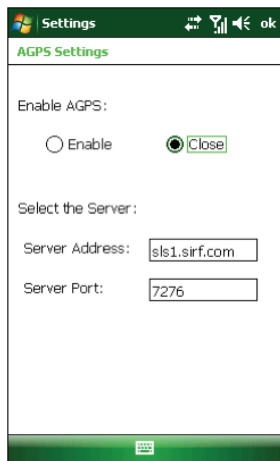 Settings ok
AGPS Settings
Enable AGPS:
Enable Close
Select the Server:
Server Address: sls1.sirf.com
Server Port: 7276